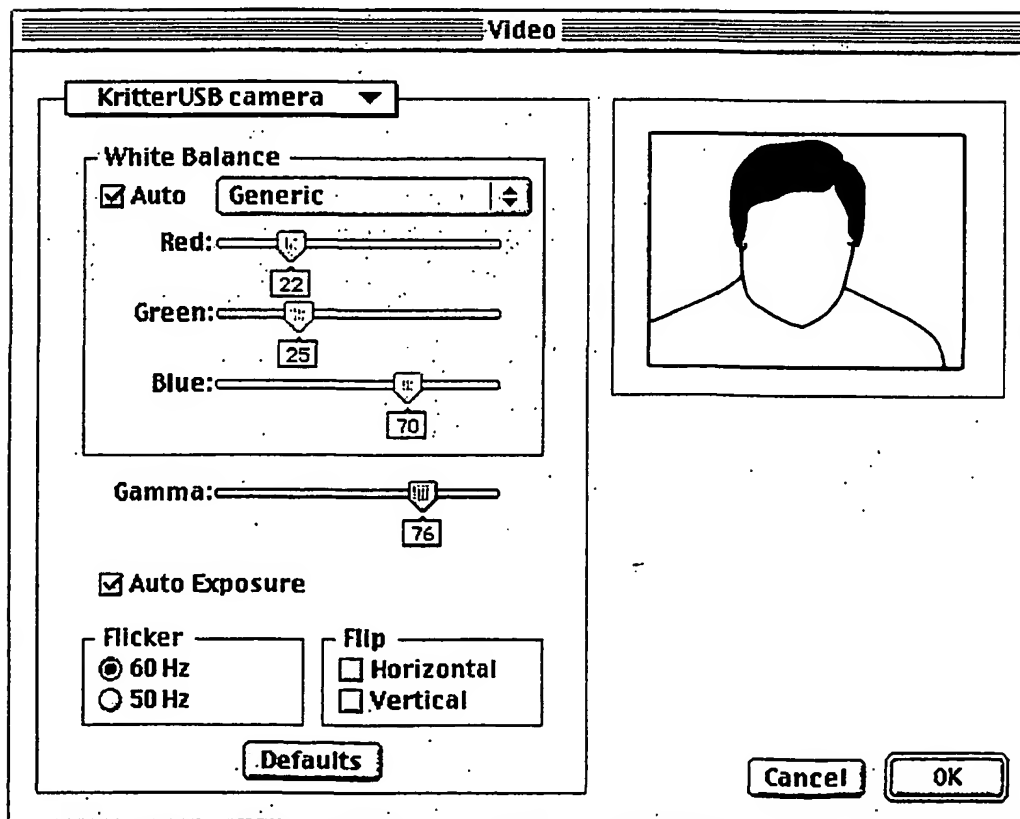 Video
KritterUSB camera
White Balance
Auto Generic
Red:
22
Green:
25
Blue:
70
Gamma:
76
Auto Exposure
Flicker
60 Hz
50 Hz
Flip
Horizontal
Vertical
Defaults
Cancel OK